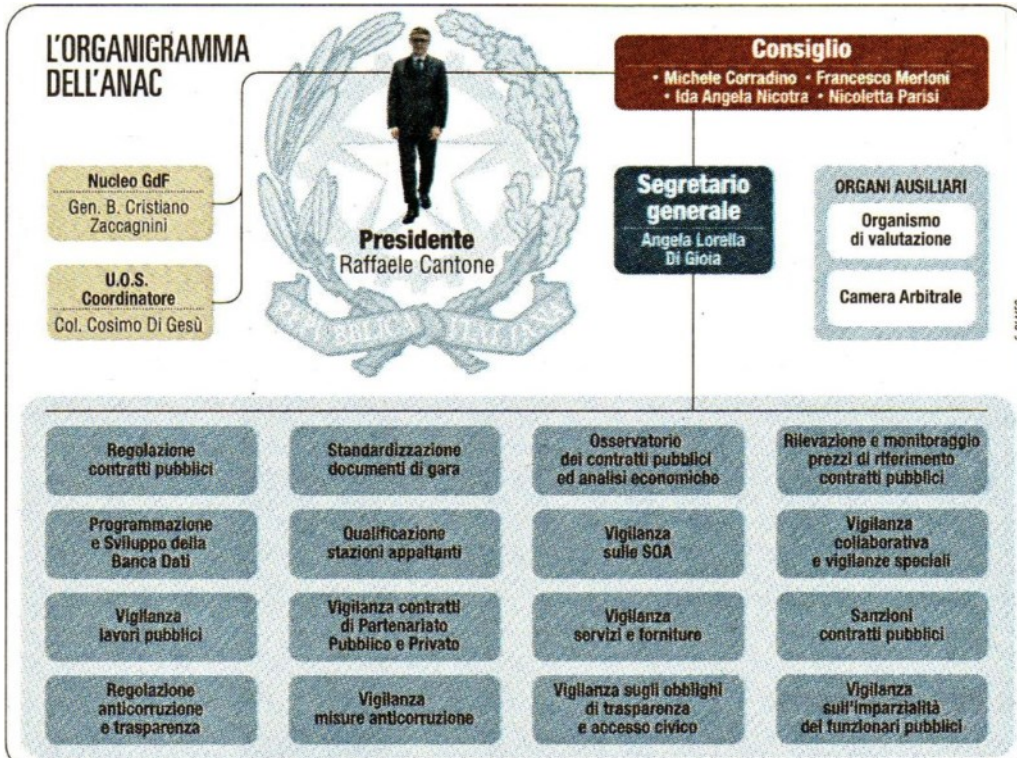 L'ORGANIGRAMMA
DELL'ANAC
Consiglio
• Michele Corradino • Francesco Merloni
• Ida Angela Nicotra • Nicoletta Parisi
Nucleo GdF
Gen. B. Cristiano
Zaccagnini
U.O.S.
Coordinatore
Col. Cosimo Di Gesù
Presidente
Raffaele Cantone
REPUBBLICA ITALIANA
Segretario
generale
Angela Lorella
Di Gioia
ORGANI AUSILIARI
Organismo
di valutazione
Camera Arbitrale
Regolazione
contratti pubblici
Standardizzazione
documenti di gara
Osservatorio
dei contratti pubblici
ed analisi economiche
Rilevazione e monitoraggio
prezzi di riferimento
contratti pubblici
Programmazione
e Sviluppo della
Banca Dati
Qualificazione
stazioni appaltanti
Vigilanza
sulle SOA
Vigilanza
collaborativa
e vigilanze speciali
Vigilanza
lavori pubblici
Vigilanza contratti
di Partenariato
Pubblico e Privato
Vigilanza
servizi e forniture
Sanzioni
contratti pubblici
Regolazione
anticorruzione
e trasparenza
Vigilanza
misure anticorruzione
Vigilanza sugli obblighi
di trasparenza
e accesso civico
Vigilanza
sull'imparzialità
dei funzionari pubblici